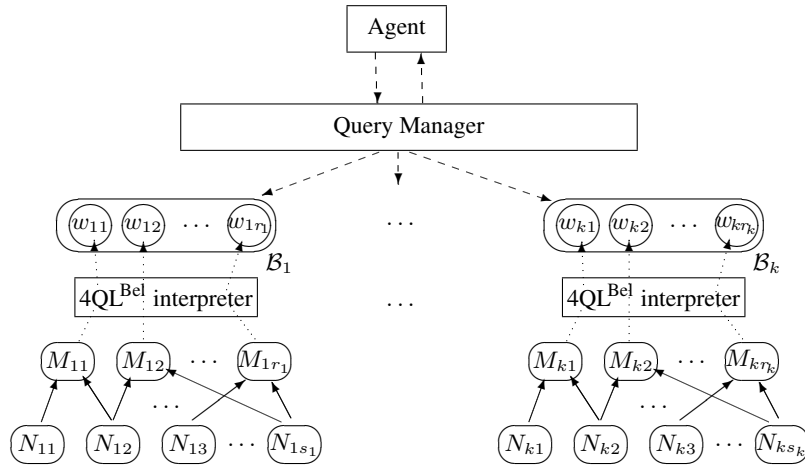 Agent
Query Manager
w₁₁ w₁₂ ⋯ w₁ᵣ₁ ⋯ wₖ₁ wₖ₂ ⋯ wₖᵣₖ
ℬ₁ ℬₖ
4QLᴮᵉˡ interpreter ⋯ 4QLᴮᵉˡ interpreter
M₁₁ M₁₂ ⋯ M₁ᵣ₁ Mₖ₁ Mₖ₂ ⋯ Mₖᵣₖ
⋯ ⋯
N₁₁ N₁₂ N₁₃ ⋯ N₁ₛ₁ Nₖ₁ Nₖ₂ Nₖ₃ ⋯ Nₖₛₖ